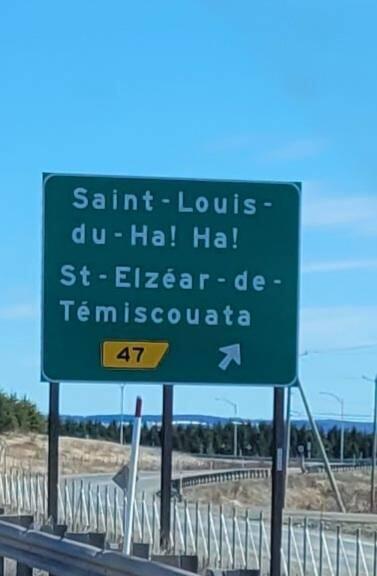 Saint-Louis-
du-Ha! Ha!
St-Elzéar-de-
Témiscouata
47